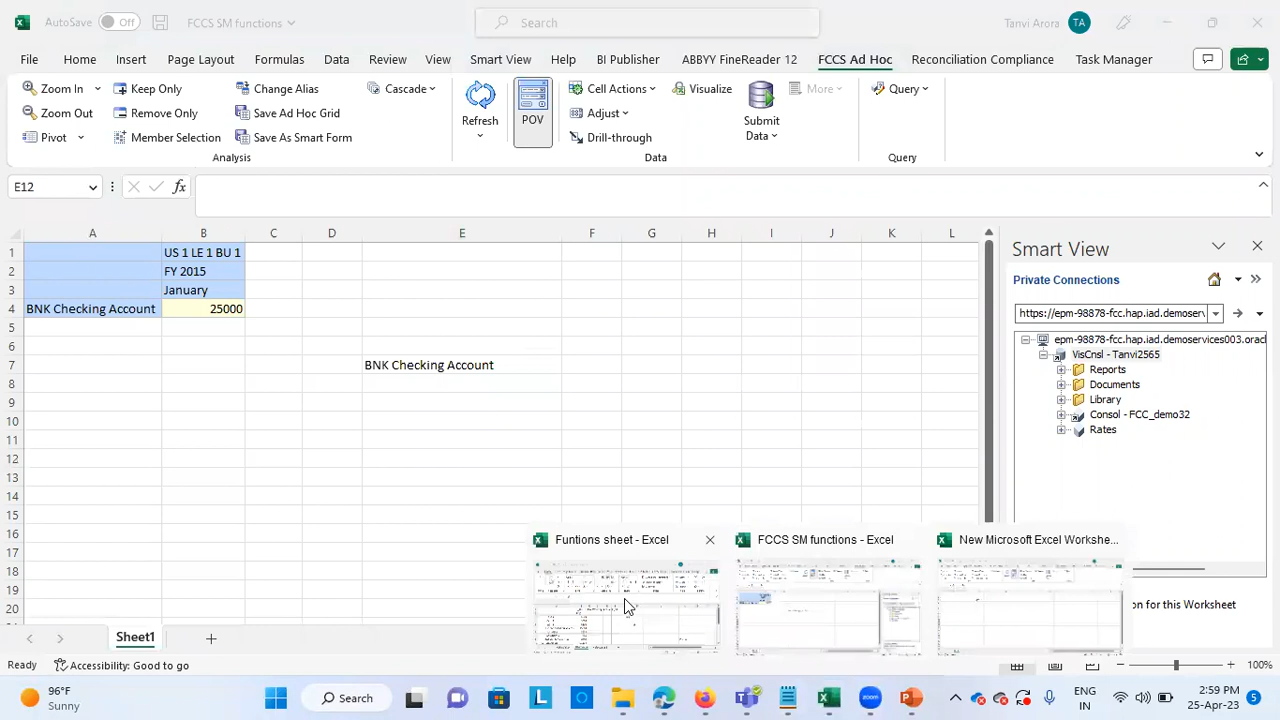 AutoSave Off FCCS SM functions Search Tanvi Arora TA
File Home Insert Page Layout Formulas Data Review View Smart View Help BI Publisher ABBYY FineReader 12 FCCS Ad Hoc Reconciliation Compliance Task Manager
Zoom In Keep Only Change Alias Cascade Refresh POV Cell Actions Visualize Submit Data More Query
Zoom Out Remove Only Save Ad Hoc Grid Adjust
Pivot Member Selection Save As Smart Form Drill-through
Analysis Data Query
E12 fx
A B C D E F G H I J K L
Smart View
Private Connections
https://epm-98878-fcc.hap.iad.demoserv
epm-98878-fcc.hap.iad.demoservices003.oracl
VisCnsl - Tanvi2565
Reports
Documents
Library
Consol - FCC_demo32
Rates
1 US 1 LE 1 BU 1
2 FY 2015
3 January
4 BNK Checking Account 25000
5
6
7 BNK Checking Account
8
9
10
11
12
13
14
15
16
17
18
19
20
Funtions sheet - Excel FCCS SM functions - Excel New Microsoft Excel Workshe...
on for this Worksheet
Sheet1
Ready Accessibility: Good to go 100%
96°F
Sunny
Search
ENG
IN
2:59 PM
25-Apr-23
5